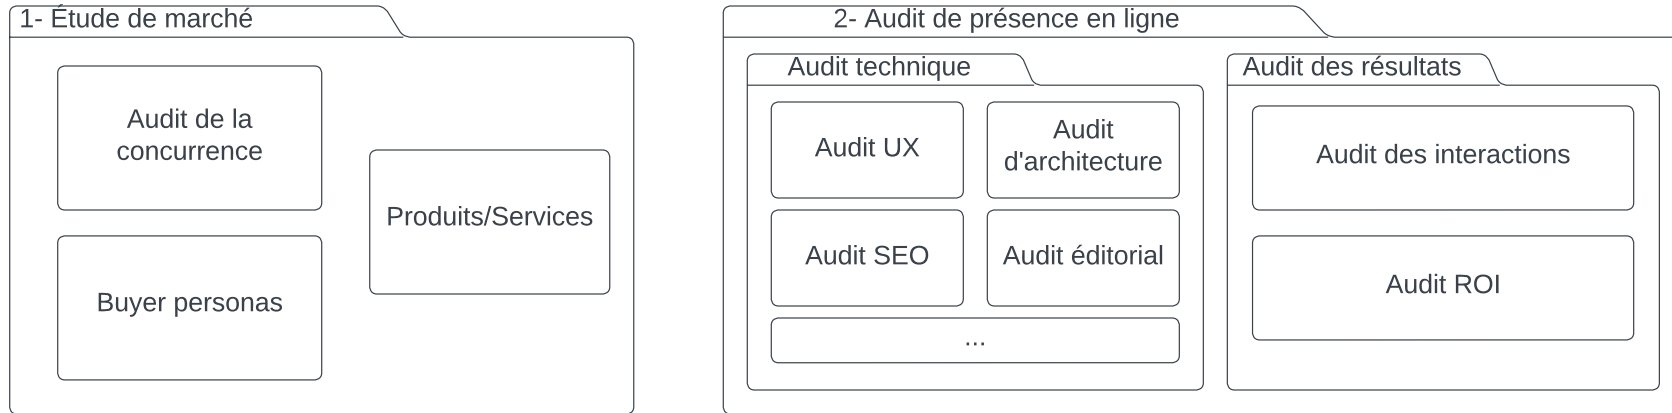 1- Étude de marché
Audit de la
concurrence
Produits/Services
Buyer personas
2- Audit de présence en ligne
Audit technique
Audit UX
Audit
d'architecture
Audit SEO
Audit éditorial
...
Audit des résultats
Audit des interactions
Audit ROI